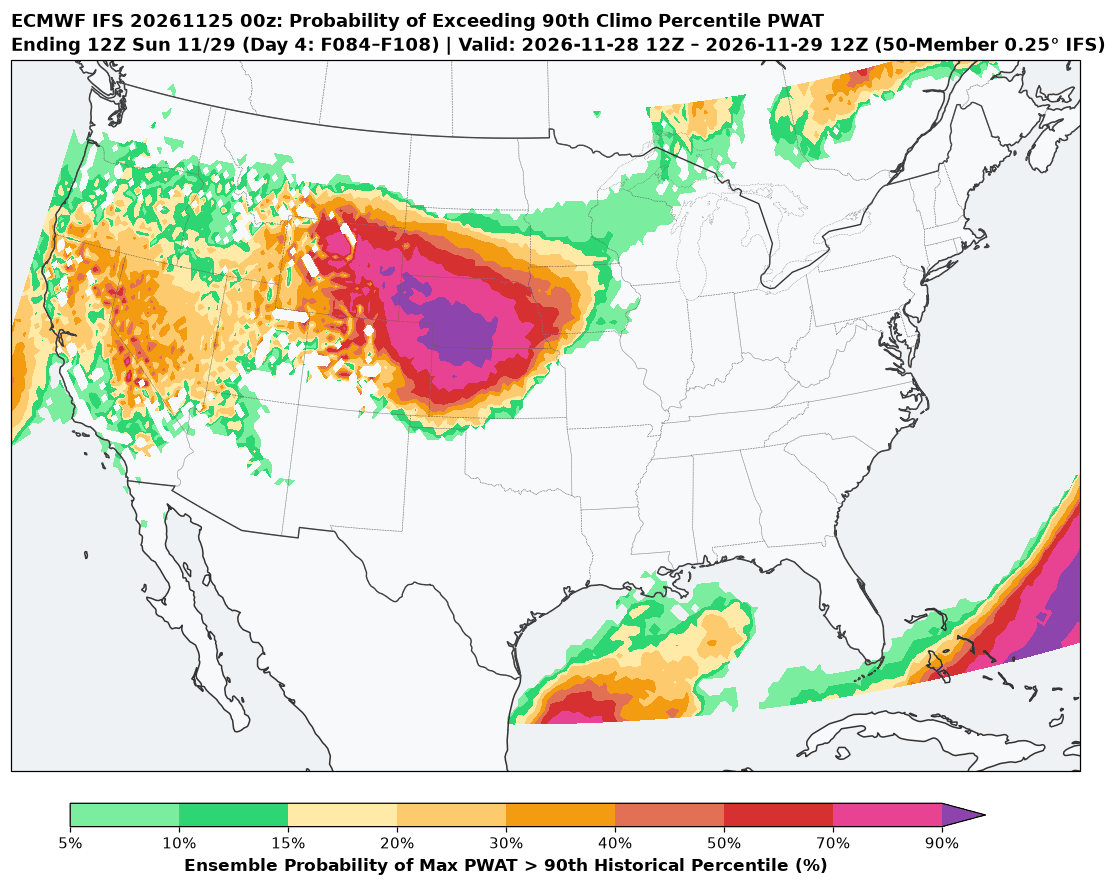 ECMWF IFS 20261125 00z: Probability of Exceeding 90th Climo Percentile PWAT
Ending 12Z Sun 11/29 (Day 4: F084–F108) | Valid: 2026-11-28 12Z – 2026-11-29 12Z (50-Member 0.25° IFS)
5% 10% 15% 20% 30% 40% 50% 70% 90%
Ensemble Probability of Max PWAT > 90th Historical Percentile (%)